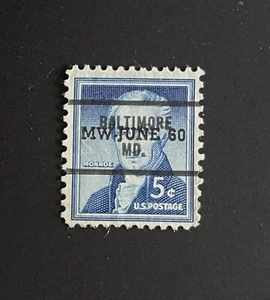 BALTIMORE
MW JUNE 60
MD.
MONROE
5¢
U.S.POSTAGE